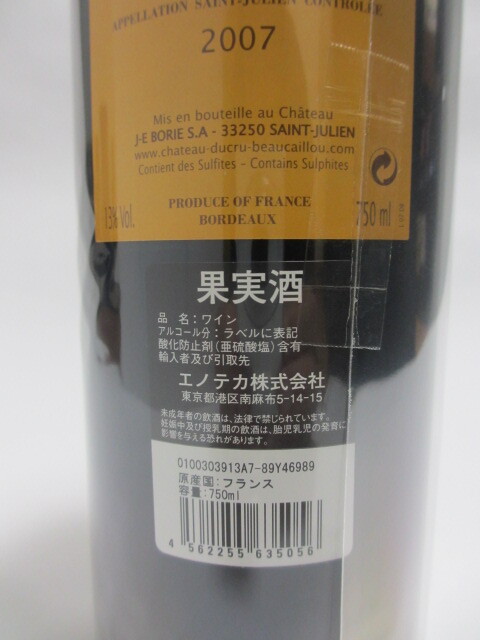 APPELLATION SAINT-JULIEN CONTRÔLÉE
2007
Mis en bouteille au Château
J-E BORIE S.A - 33250 SAINT-JULIEN
www.chateau-ducru-beaucaillou.com
Contient des Sulfites - Contains Sulphites
13% Vol.
PRODUCE OF FRANCE
BORDEAUX
750 ml
果実酒
品 名：ワイン
アルコール分：ラベルに表記
酸化防止剤（亜硫酸塩）含有
輸入者及び引取先
エノテカ株式会社
東京都港区南麻布5-14-15
未成年者の飲酒は、法律で禁じられています。
妊娠中及び授乳期の飲酒は、胎児乳児の発育に
影響を与える恐れがあります。
0100303913A7-89Y46989
原産国：フランス
容量：750ml
4 562255 635056